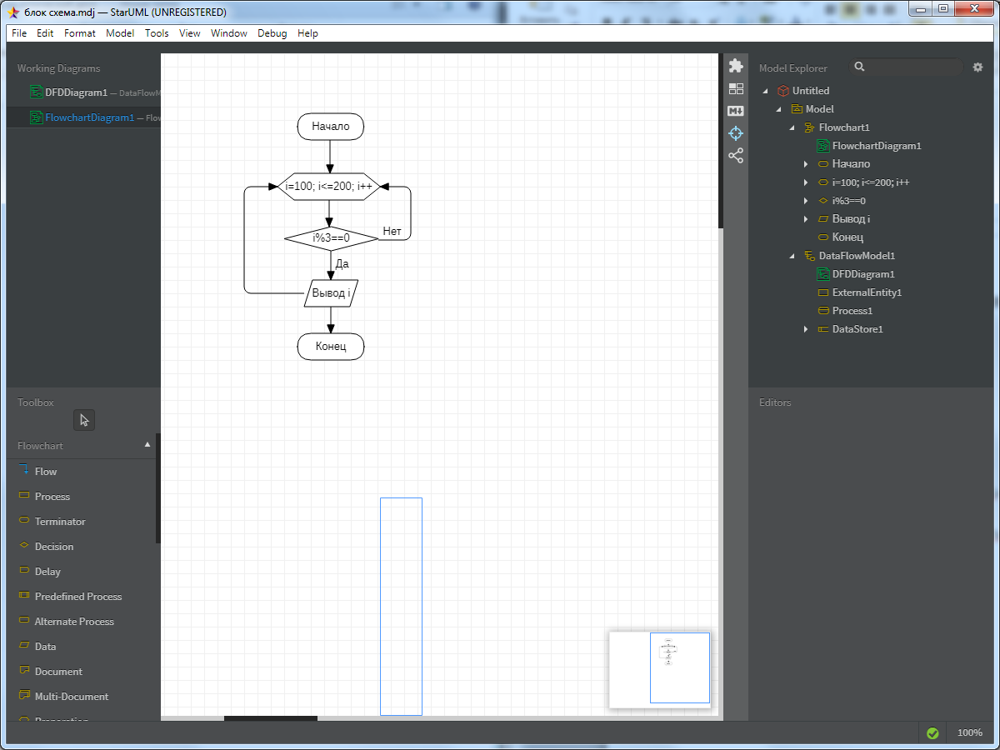 блок схема.mdj — StarUML (UNREGISTERED)
File Edit Format Model Tools View Window Debug Help
Working Diagrams
DFDDiagram1 — DataFlowM
FlowchartDiagram1 — Flow
Toolbox
Flowchart
Flow
Process
Terminator
Decision
Delay
Predefined Process
Alternate Process
Data
Document
Multi-Document
Preparation
Начало
i=100; i<=200; i++
i%3==0
Нет
Да
Вывод i
Конец
M
Model Explorer
Untitled
Model
Flowchart1
FlowchartDiagram1
Начало
i=100; i<=200; i++
i%3==0
Вывод i
Конец
DataFlowModel1
DFDDiagram1
ExternalEntity1
Process1
DataStore1
Editors
100%